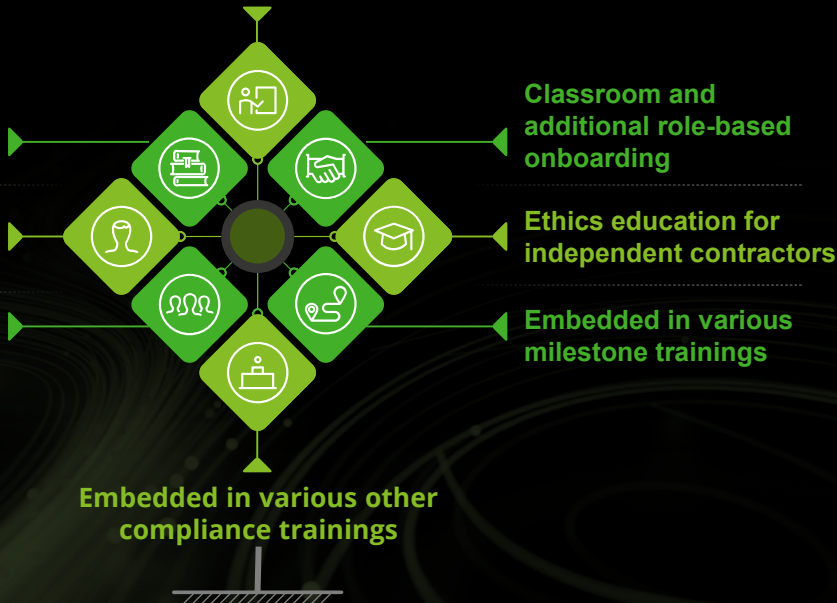 Classroom and
additional role-based
onboarding
Ethics education for
independent contractors
Embedded in various
milestone trainings
Embedded in various other
compliance trainings